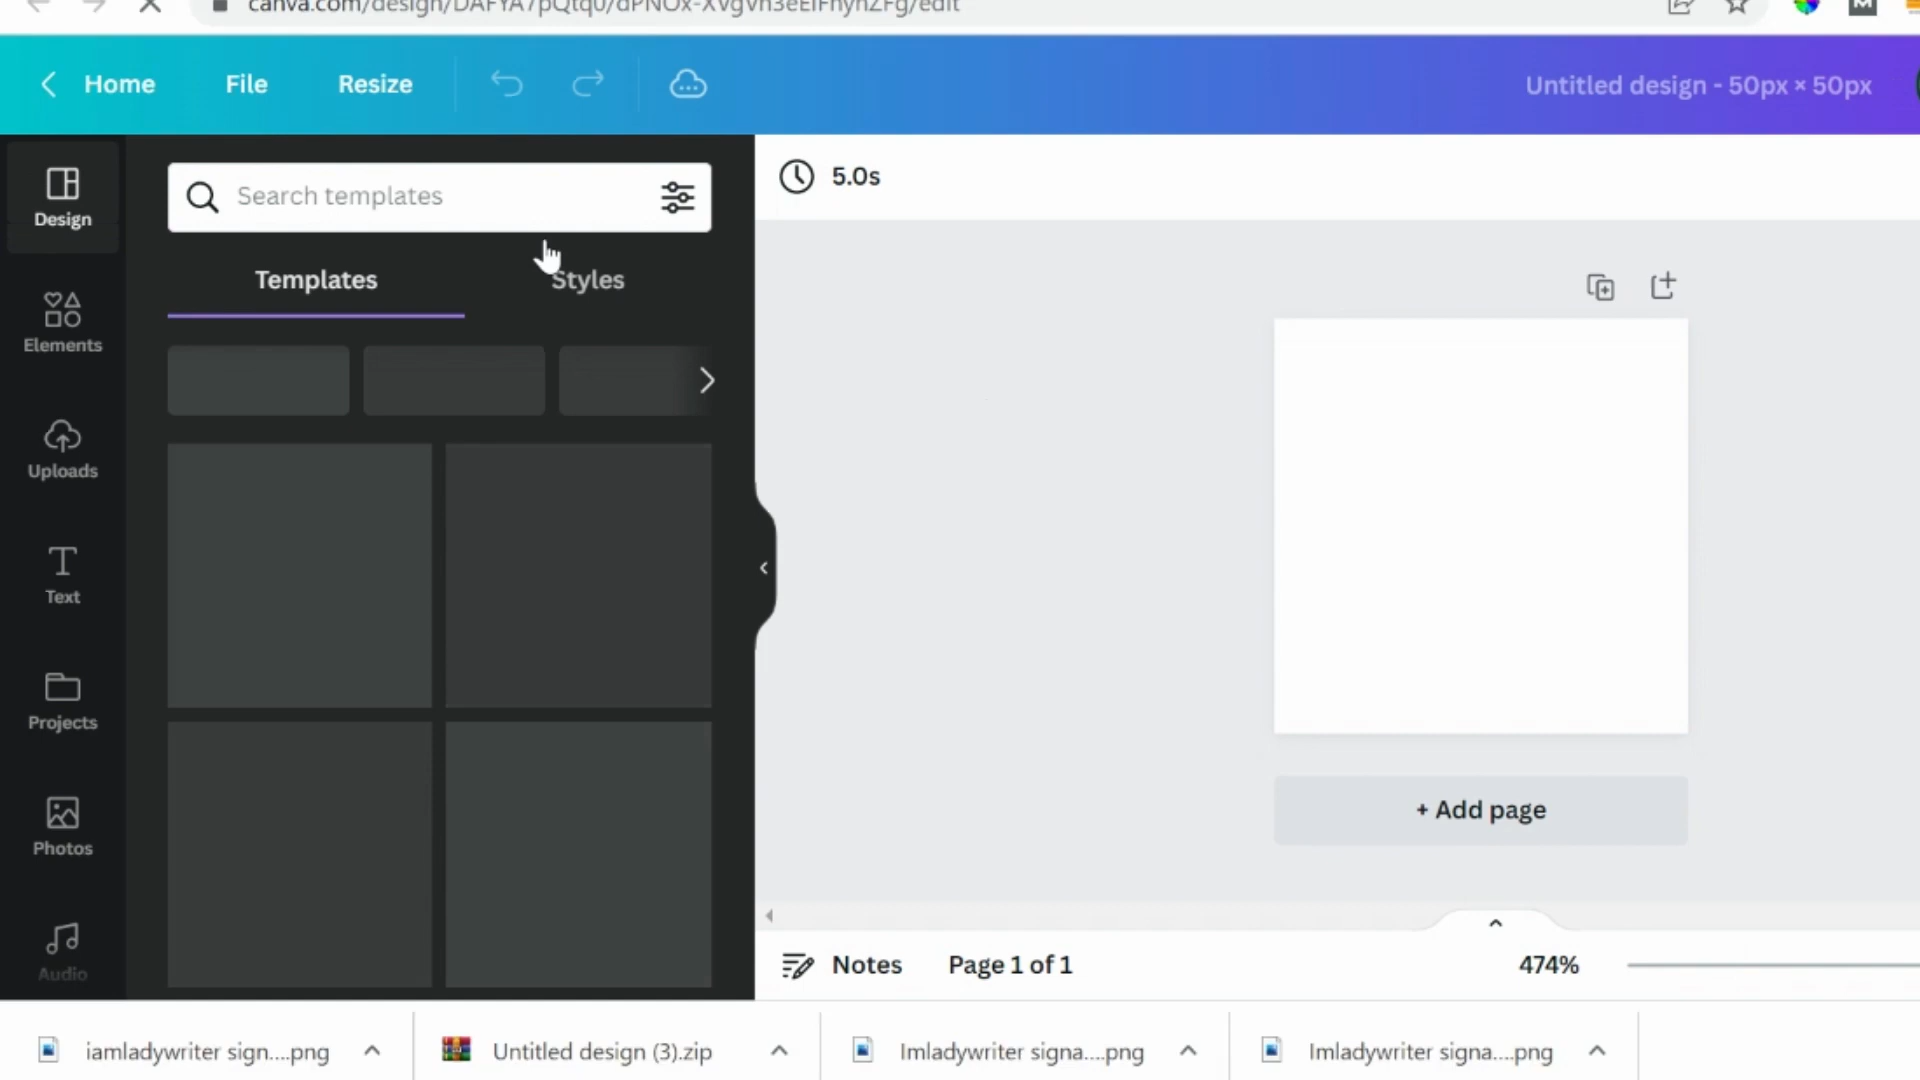 Home File Resize Untitled design - 50px × 50px
Design
Search templates
5.0s
Templates Styles
Elements
Uploads
Text
Projects
Photos
+ Add page
Audio
Notes Page 1 of 1 474%
iamladywriter sign....png Untitled design (3).zip Imladywriter signa....png Imladywriter signa....png